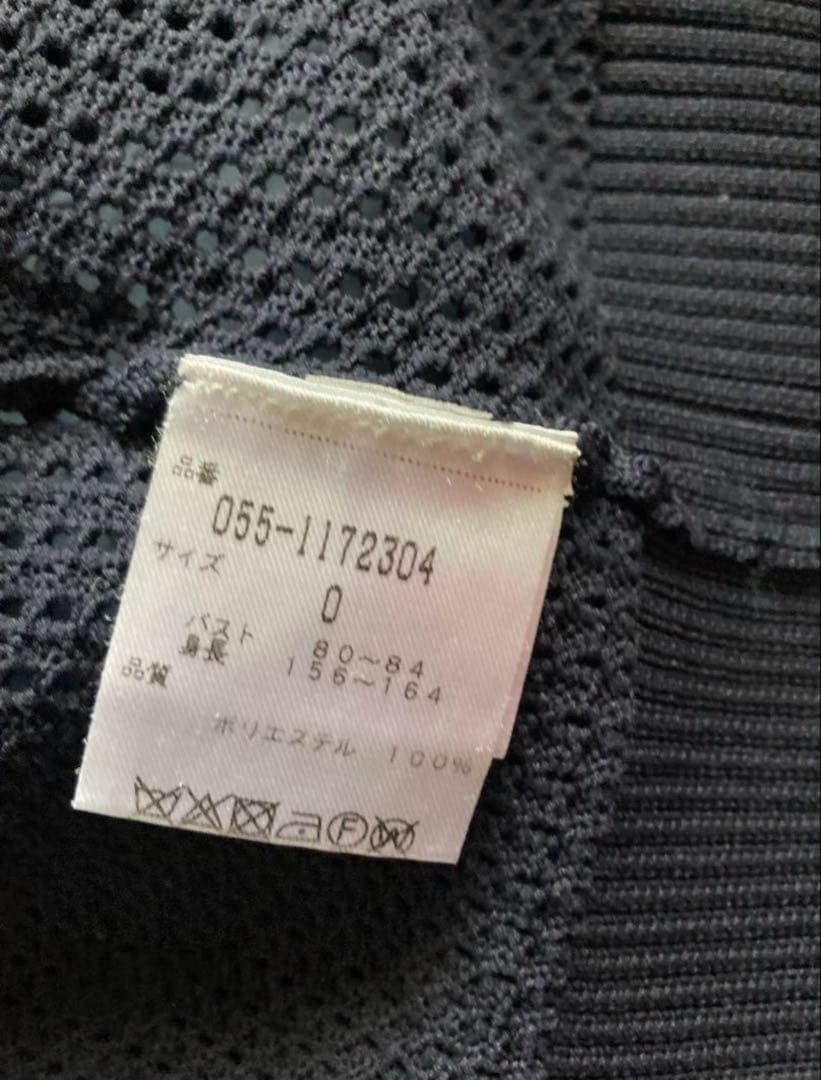 品番
055-1172304
サイズ
0
バスト 80~84
身長 156~164
品質
ポリエステル 100%
F W